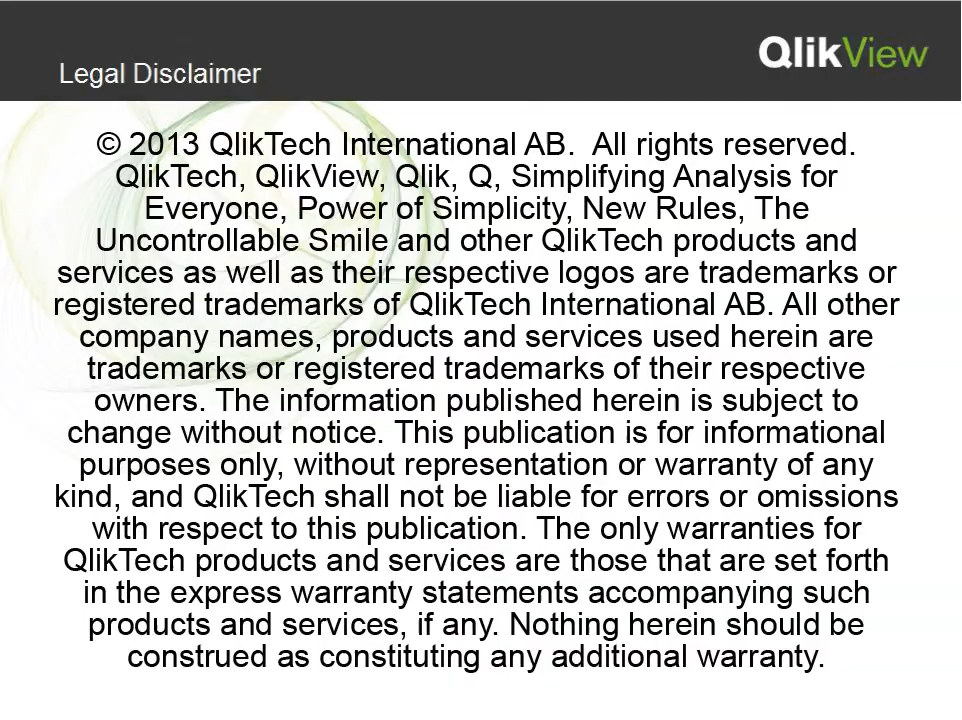 QlikView
Legal Disclaimer
© 2013 QlikTech International AB.  All rights reserved.
QlikTech, QlikView, Qlik, Q, Simplifying Analysis for
Everyone, Power of Simplicity, New Rules, The
Uncontrollable Smile and other QlikTech products and
services as well as their respective logos are trademarks or
registered trademarks of QlikTech International AB. All other
company names, products and services used herein are
trademarks or registered trademarks of their respective
owners. The information published herein is subject to
change without notice. This publication is for informational
purposes only, without representation or warranty of any
kind, and QlikTech shall not be liable for errors or omissions
with respect to this publication. The only warranties for
QlikTech products and services are those that are set forth
in the express warranty statements accompanying such
products and services, if any. Nothing herein should be
construed as constituting any additional warranty.